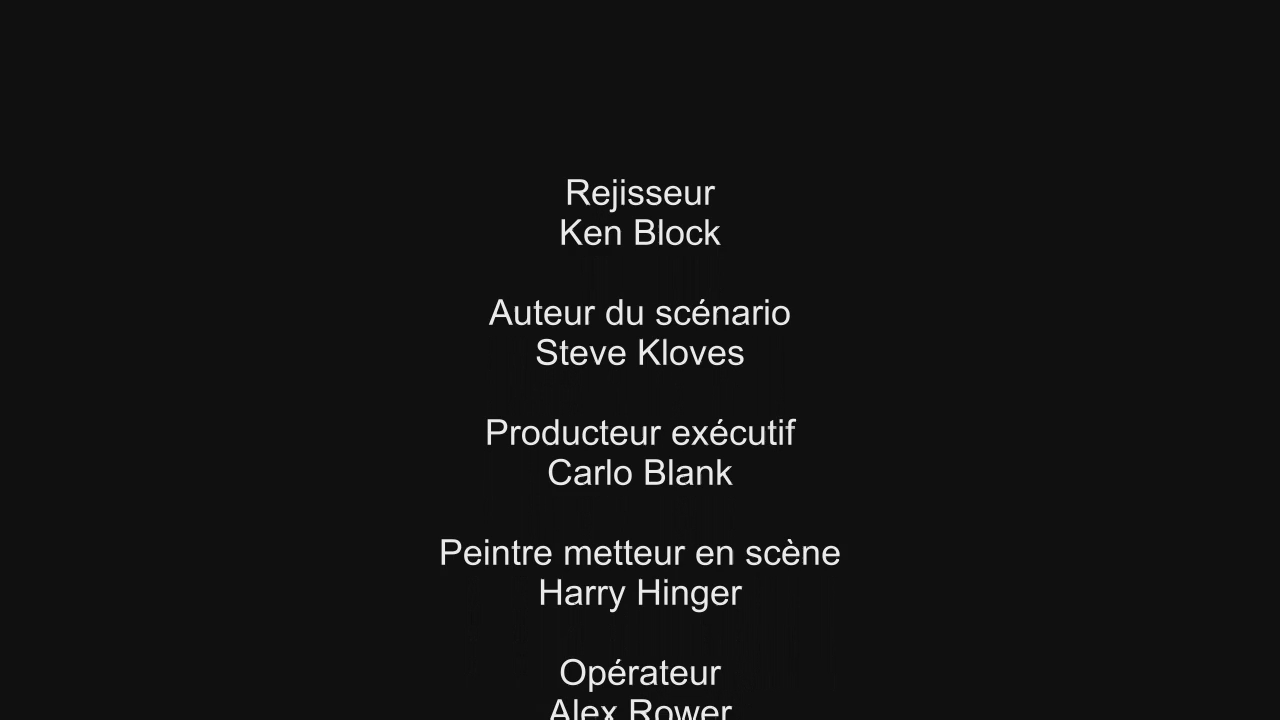 Rejisseur
Ken Block
Auteur du scénario
Steve Kloves
Producteur exécutif
Carlo Blank
Peintre metteur en scène
Harry Hinger
Opérateur
Alex Rower